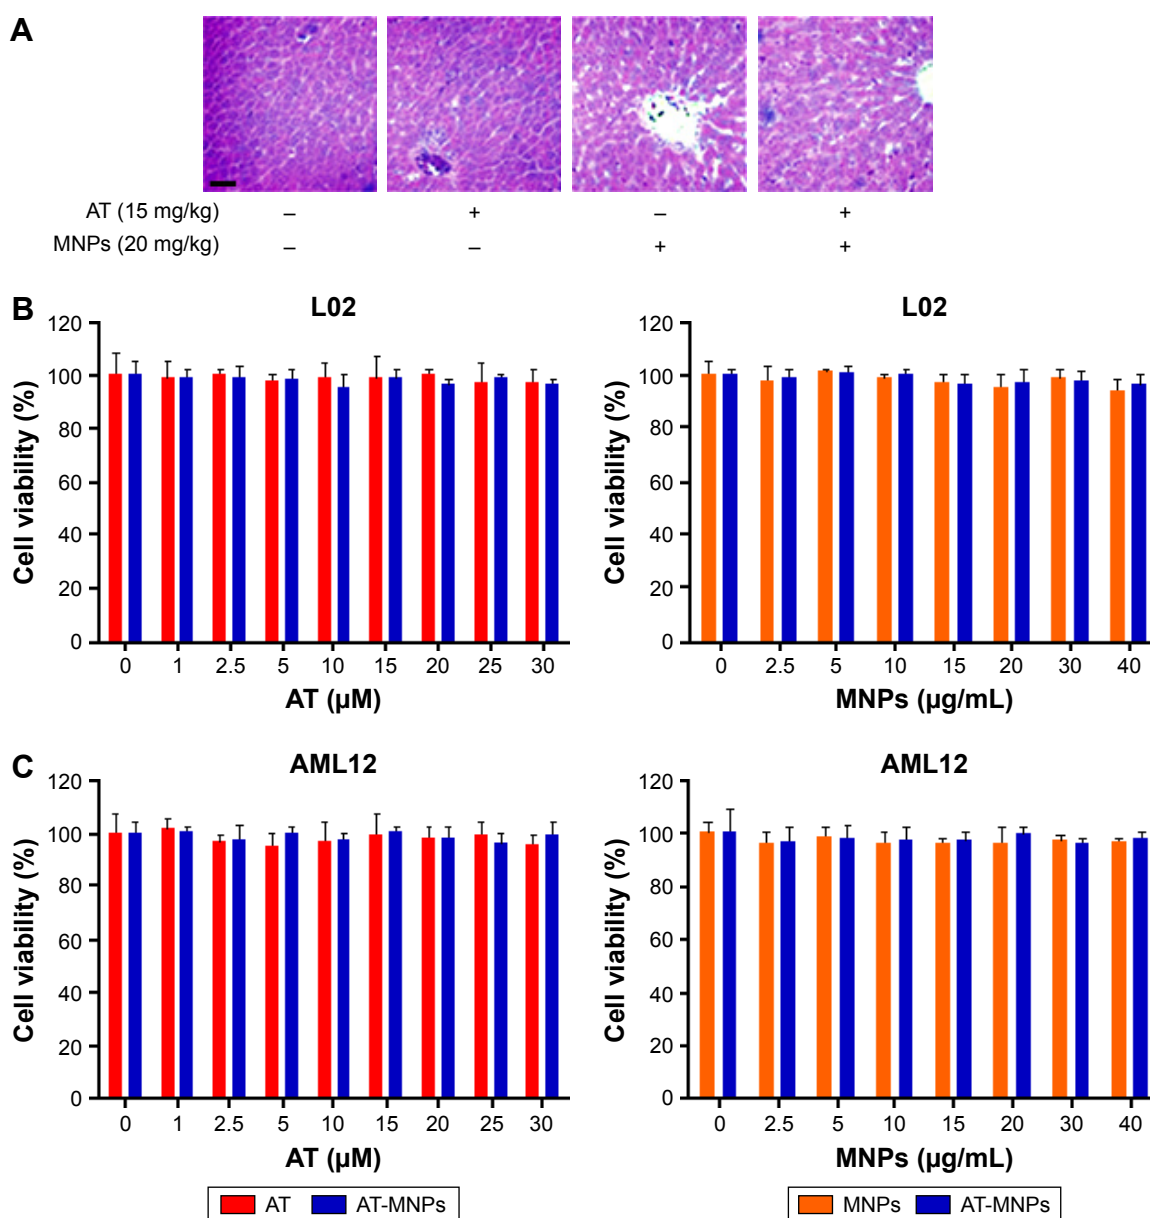 A
AT (15 mg/kg) – + – +
MNPs (20 mg/kg) – – + +
B
L02
120
100
80
60
40
20
0
Cell viability (%)
0 1 2.5 5 10 15 20 25 30
AT (µM)
L02
120
100
80
60
40
20
0
Cell viability (%)
0 2.5 5 10 15 20 30 40
MNPs (µg/mL)
C
AML12
120
100
80
60
40
20
0
Cell viability (%)
0 1 2.5 5 10 15 20 25 30
AT (µM)
AT AT-MNPs
AML12
120
100
80
60
40
20
0
Cell viability (%)
0 2.5 5 10 15 20 30 40
MNPs (µg/mL)
MNPs AT-MNPs